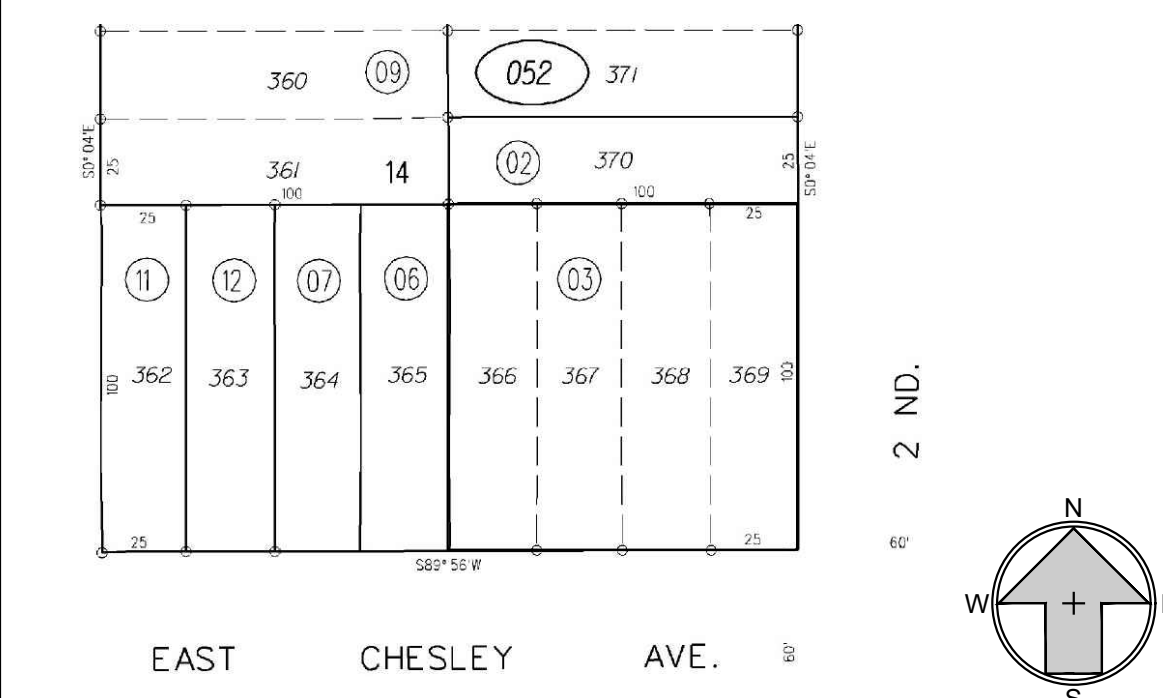 360 09 052 371
S0° 04'E 25 361 14 02 370 25 S0° 04'E
100 100
25 25
11 12 07 06 03
100 362 363 364 365 366 367 368 369 100
2 ND.
25 25 60'
S89° 56'W
N
W
S
EAST CHESLEY AVE. 60'